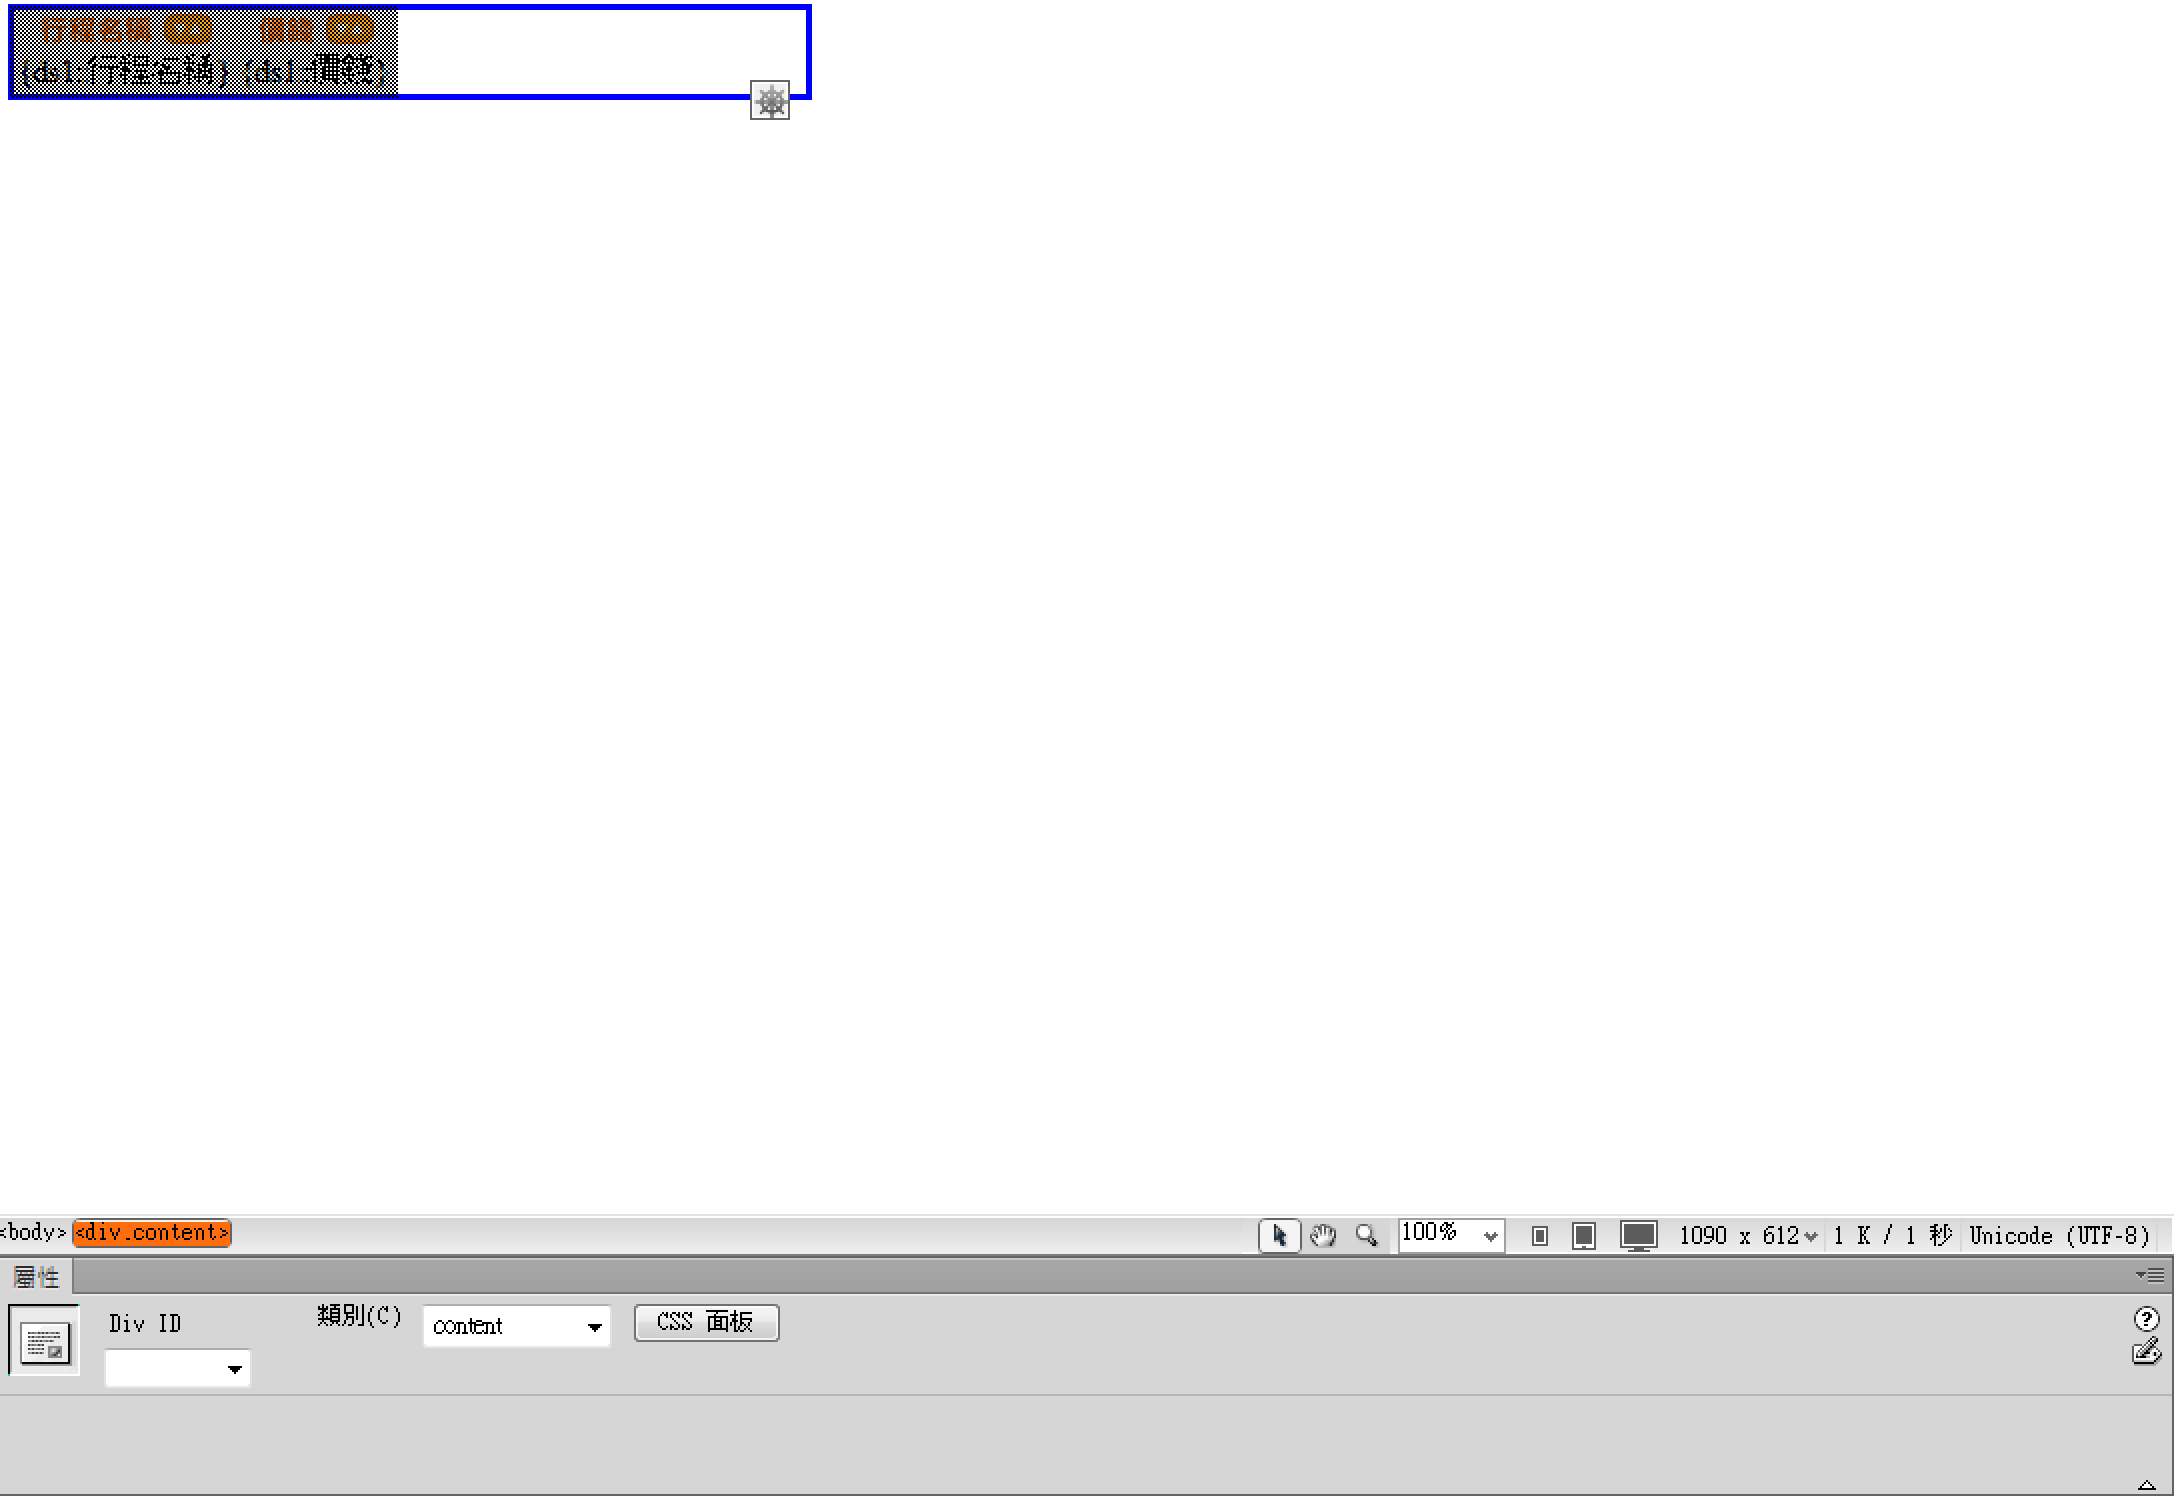 行程名稱 價錢
{ds1::行程名稱} {ds1::價錢}
<body> <div.content> 100% 1090 x 612 1 K / 1 秒 Unicode (UTF-8)
屬性
Div ID 類別(C) content CSS 面板